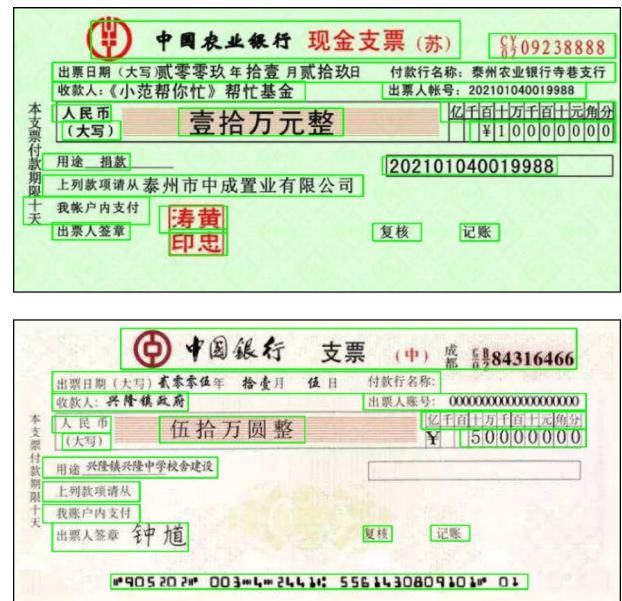 中国农业银行 现金支票 (苏) CY 02 09238888
出票日期 (大写) 贰零零玖 年 拾壹 月 贰拾玖日 付款行名称: 泰州农业银行寺巷支行
收款人:《小范帮你忙》帮忙基金 出票人帐号: 202101040019988
人民币
(大写) 壹拾万元整 亿千百十万千百十元角分
¥10000000
本支票付款期限十天
用途 捐款 202101040019988
上列款项请从 泰州市中成置业有限公司
我帐户内支付
出票人签章 涛黄印忠 复核 记账
中国银行 支票 (中) 成都 84316466
出票日期 (大写) 贰零零伍年 拾壹月 伍 日 付款行名称:
收款人: 兴隆镇政府 出票人账号: 0000000000000000000
人民币
(大写) 伍拾万圆整 亿千百十万千百十元角分
¥ 50000000
本支票付款期限十天
用途 兴隆镇兴隆中学校舍建设
上列款项请从
我账户内支付
出票人签章 钟馗 复核 记账
⑈905202⑈ 003⑉4⑉2441⑆ 5561430809101⑈ 01